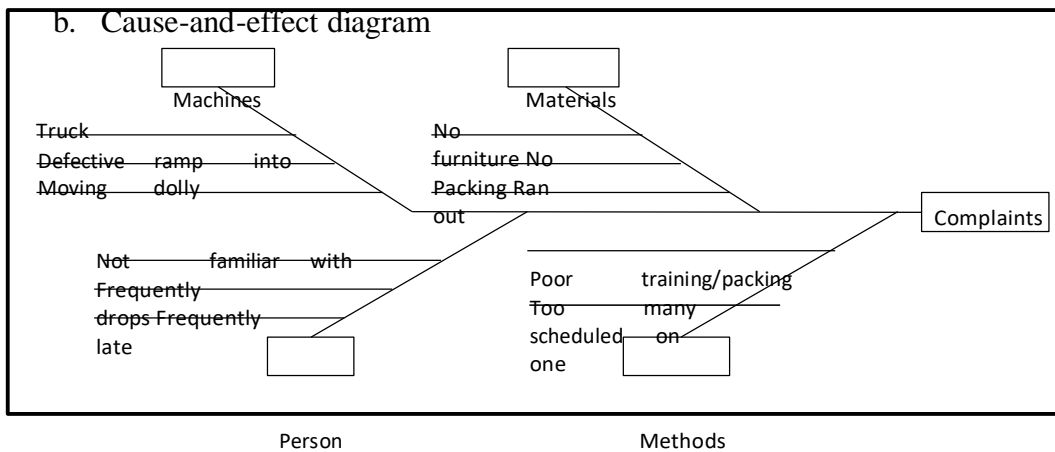 b. Cause-and-effect diagram
Machines
Materials
Truck
Defective ramp into
Moving dolly
No
furniture No
Packing Ran
out
Complaints
Not familiar with
Frequently
drops Frequently
late
Poor training/packing
Too many
scheduled on
one
Person
Methods